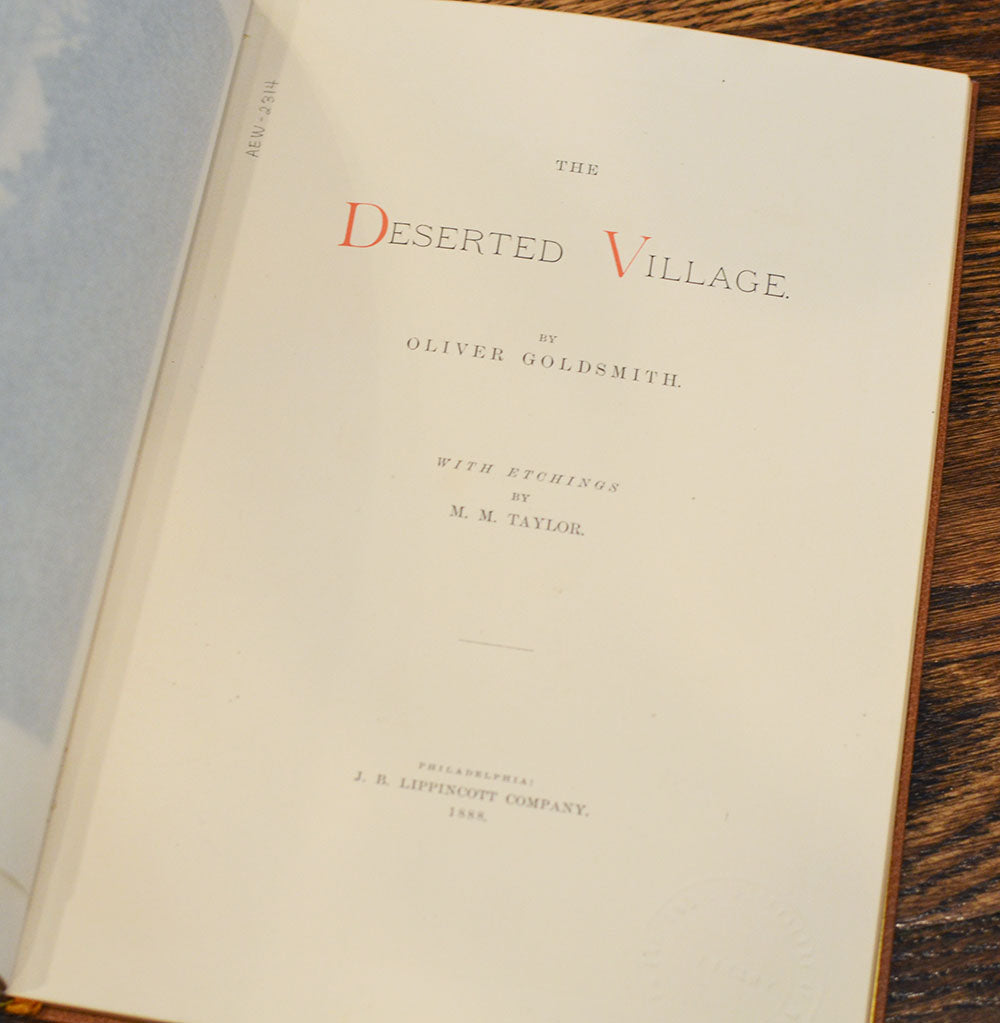 AEW-2314
THE
DESERTED VILLAGE.
BY
OLIVER GOLDSMITH.
WITH ETCHINGS
BY
M. M. TAYLOR.
PHILADELPHIA:
J. B. LIPPINCOTT COMPANY.
1888.